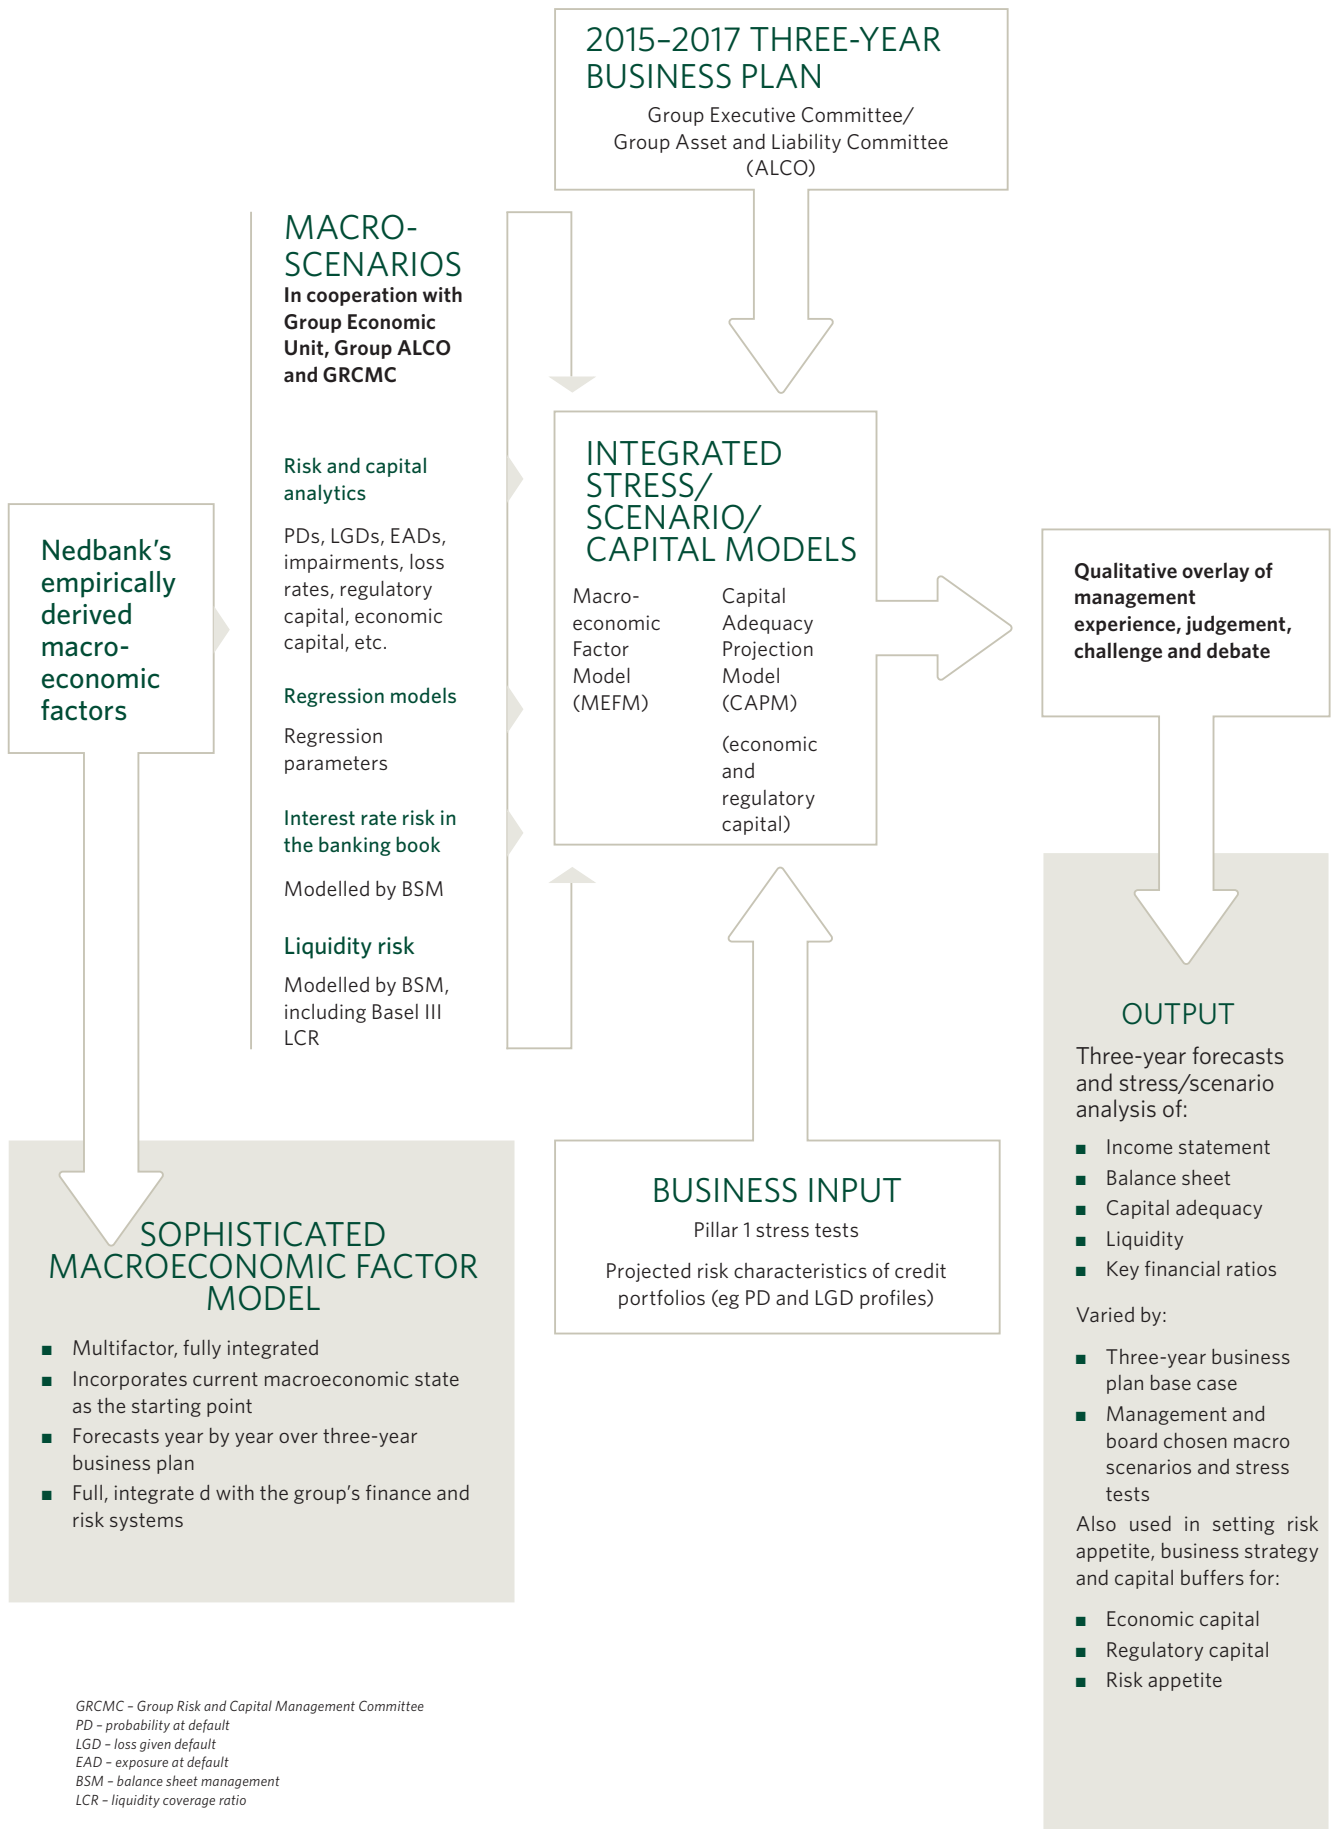 2015–2017 THREE-YEAR
BUSINESS PLAN
Group Executive Committee/
Group Asset and Liability Committee
(ALCO)
MACRO-
SCENARIOS
In cooperation with
Group Economic
Unit, Group ALCO
and GRCMC
Risk and capital
analytics
PDs, LGDs, EADs,
impairments, loss
rates, regulatory
capital, economic
capital, etc.
Regression models
Regression
parameters
Interest rate risk in
the banking book
Modelled by BSM
Liquidity risk
Modelled by BSM,
including Basel III
LCR
Nedbank’s
empirically
derived
macro-
economic
factors
INTEGRATED
STRESS/
SCENARIO/
CAPITAL MODELS
Macro-
economic
Factor
Model
(MEFM)
Capital
Adequacy
Projection
Model
(CAPM)
(economic
and
regulatory
capital)
Qualitative overlay of
management
experience, judgement,
challenge and debate
SOPHISTICATED
MACROECONOMIC FACTOR
MODEL
■ Multifactor, fully integrated
■ Incorporates current macroeconomic state
as the starting point
■ Forecasts year by year over three-year
business plan
■ Full, integrate d with the group’s finance and
risk systems
BUSINESS INPUT
Pillar 1 stress tests
Projected risk characteristics of credit
portfolios (eg PD and LGD profiles)
OUTPUT
Three-year forecasts
and stress/scenario
analysis of:
■ Income statement
■ Balance sheet
■ Capital adequacy
■ Liquidity
■ Key financial ratios
Varied by:
■ Three-year business
plan base case
■ Management and
board chosen macro
scenarios and stress
tests
Also used in setting risk
appetite, business strategy
and capital buffers for:
■ Economic capital
■ Regulatory capital
■ Risk appetite
GRCMC – Group Risk and Capital Management Committee
PD – probability at default
LGD – loss given default
EAD – exposure at default
BSM – balance sheet management
LCR – liquidity coverage ratio